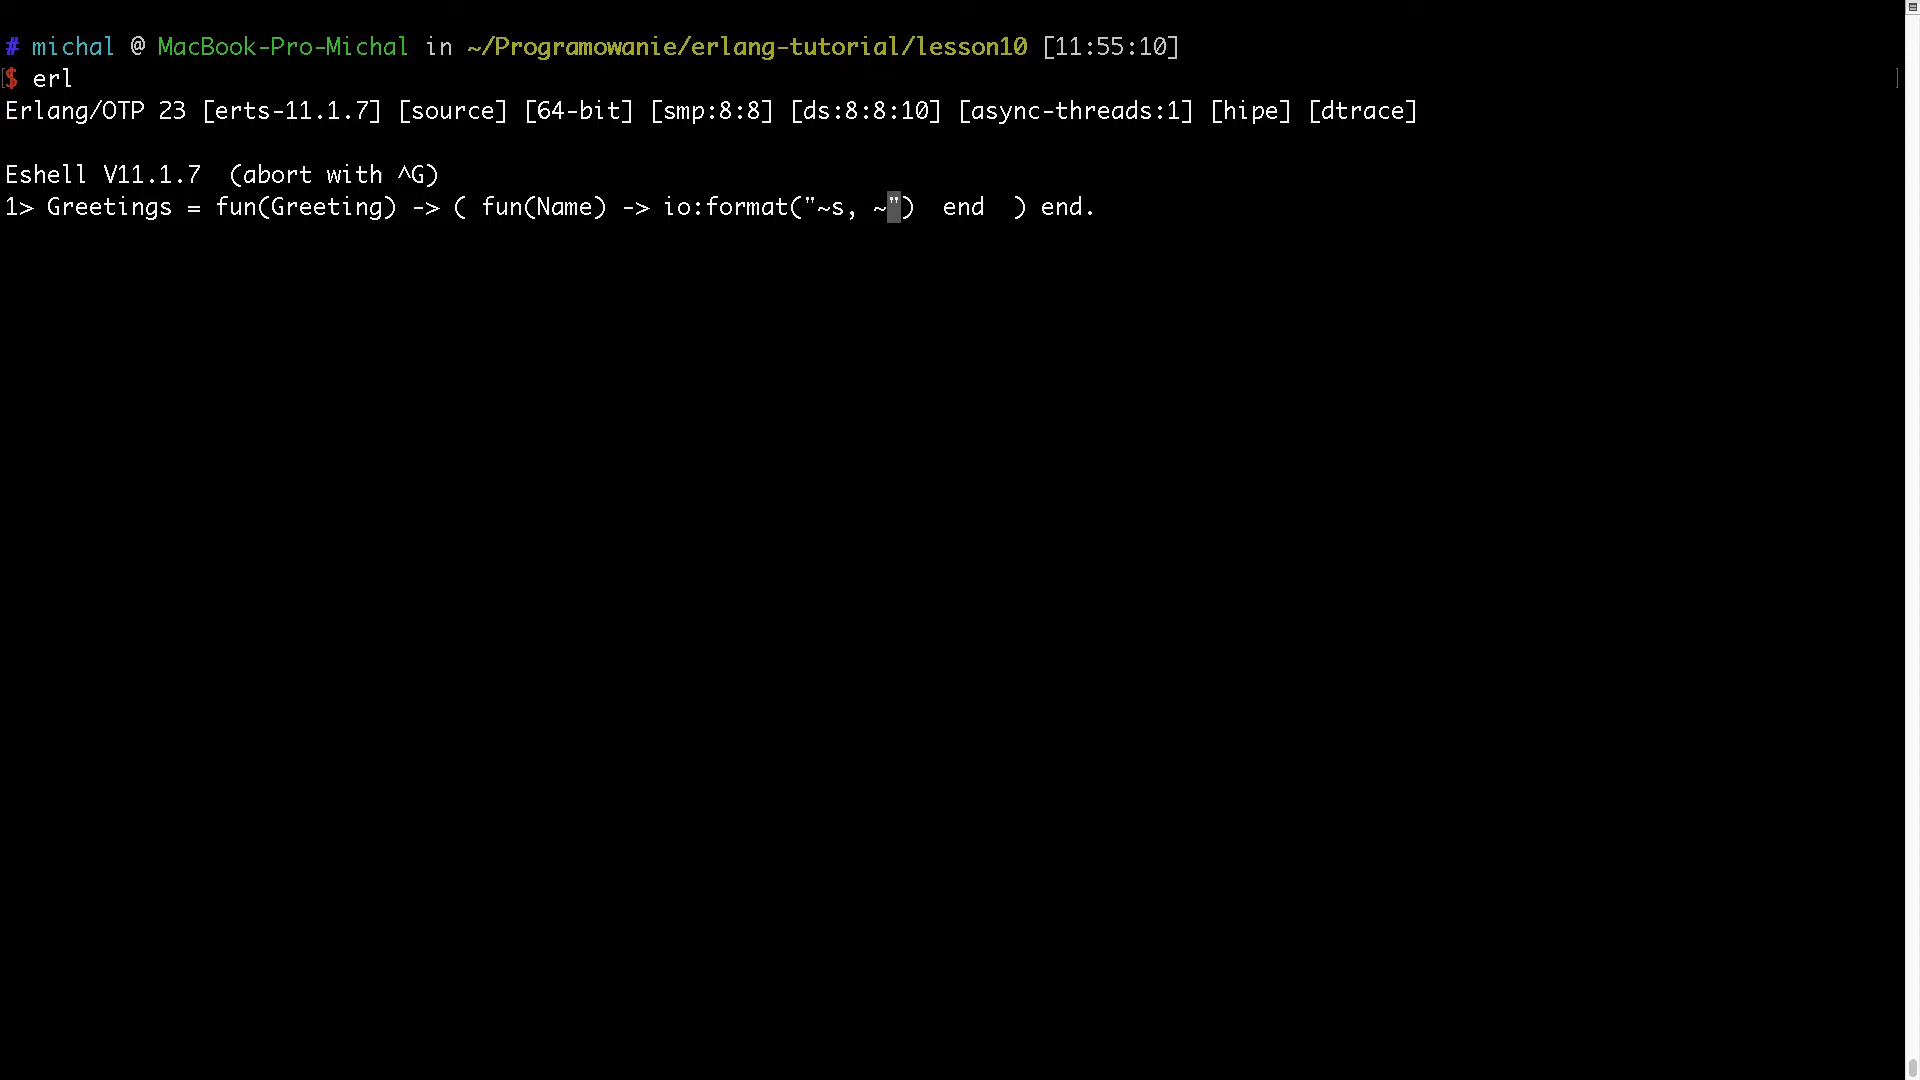 # michal @ MacBook-Pro-Michal in ~/Programowanie/erlang-tutorial/lesson10 [11:55:10]
$ erl
Erlang/OTP 23 [erts-11.1.7] [source] [64-bit] [smp:8:8] [ds:8:8:10] [async-threads:1] [hipe] [dtrace]
Eshell V11.1.7  (abort with ^G)
1> Greetings = fun(Greeting) -> ( fun(Name) -> io:format("~s, ~")  end  ) end.